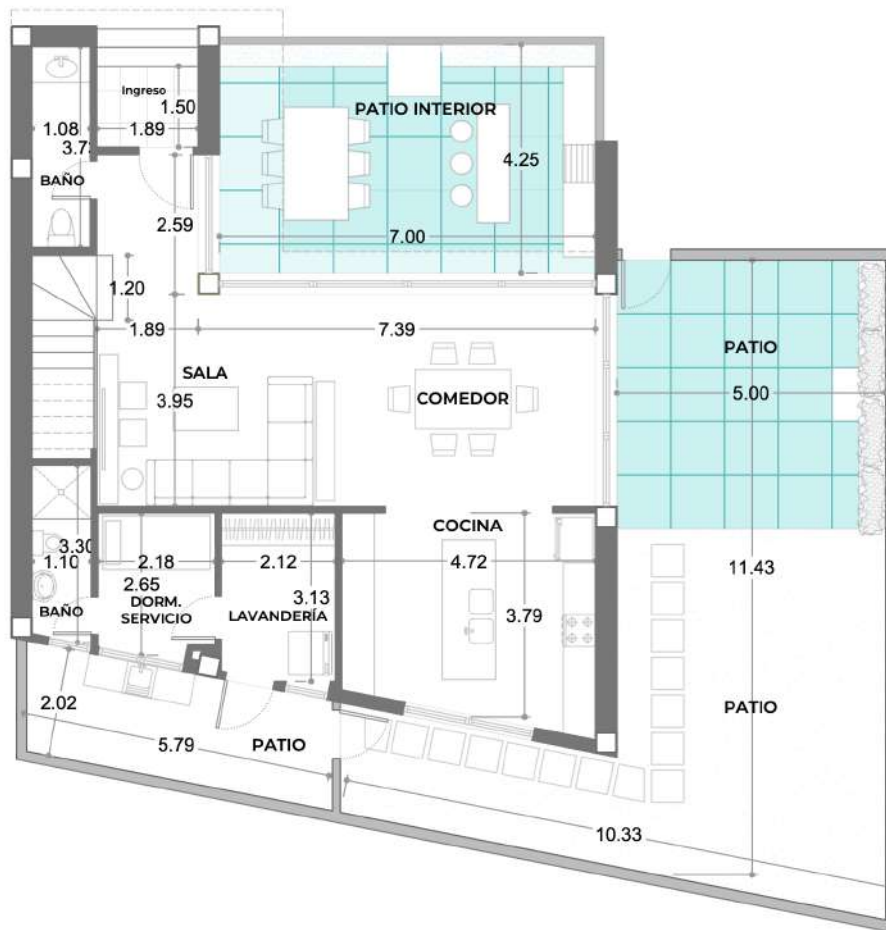 Ingreso
1.50
PATIO INTERIOR
1.08
1.89
3.7
4.25
BAÑO
2.59
7.00
1.20
1.89
7.39
SALA
PATIO
3.95
COMEDOR
5.00
COCINA
3.30
1.10
2.18
2.12
4.72
11.43
2.65
3.13
3.79
BAÑO
DORM.
SERVICIO
LAVANDERÍA
2.02
PATIO
5.79
PATIO
10.33